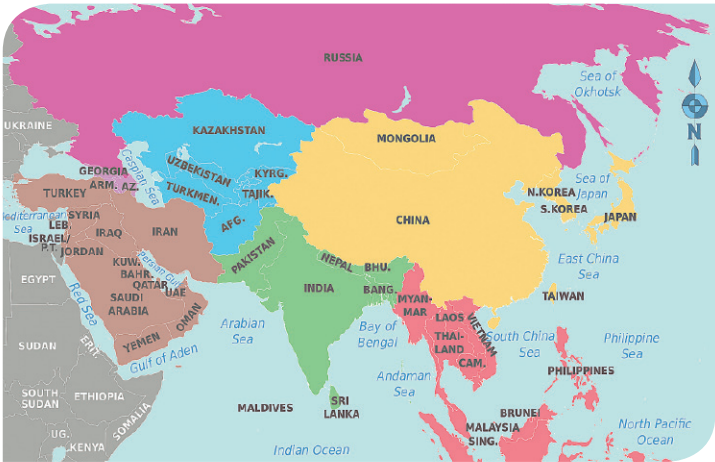 RUSSIA
Sea of
Okhotsk
N
UKRAINE
KAZAKHSTAN
MONGOLIA
GEORGIA
ARM.
AZ.
Caspian Sea
UZBEKISTAN
KYRG.
TURKMEN.
TAJIK.
TURKEY
Mediterranean
Sea
SYRIA
LEB.
ISRAEL/
P.T.
JORDAN
IRAQ
IRAN
AFG.
PAKISTAN
CHINA
N.KOREA
S.KOREA
Sea of
Japan
JAPAN
KUW.
BAHR.
QATAR
UAE
Persian Gulf
SAUDI
ARABIA
OMAN
YEMEN
EGYPT
Red Sea
NEPAL
BHU.
INDIA
BANG.
MYAN-
MAR
East China
Sea
TAIWAN
LAOS
VIETNAM
THAI-
LAND
CAM.
SUDAN
ERIT.
Gulf of Aden
Arabian
Sea
Bay of
Bengal
Andaman
Sea
South China
Sea
Philippine
Sea
PHILIPPINES
SOUTH
SUDAN
ETHIOPIA
SOMALIA
UG.
KENYA
MALDIVES
SRI
LANKA
BRUNEI
MALAYSIA
SING.
Indian Ocean
North Pacific
Ocean